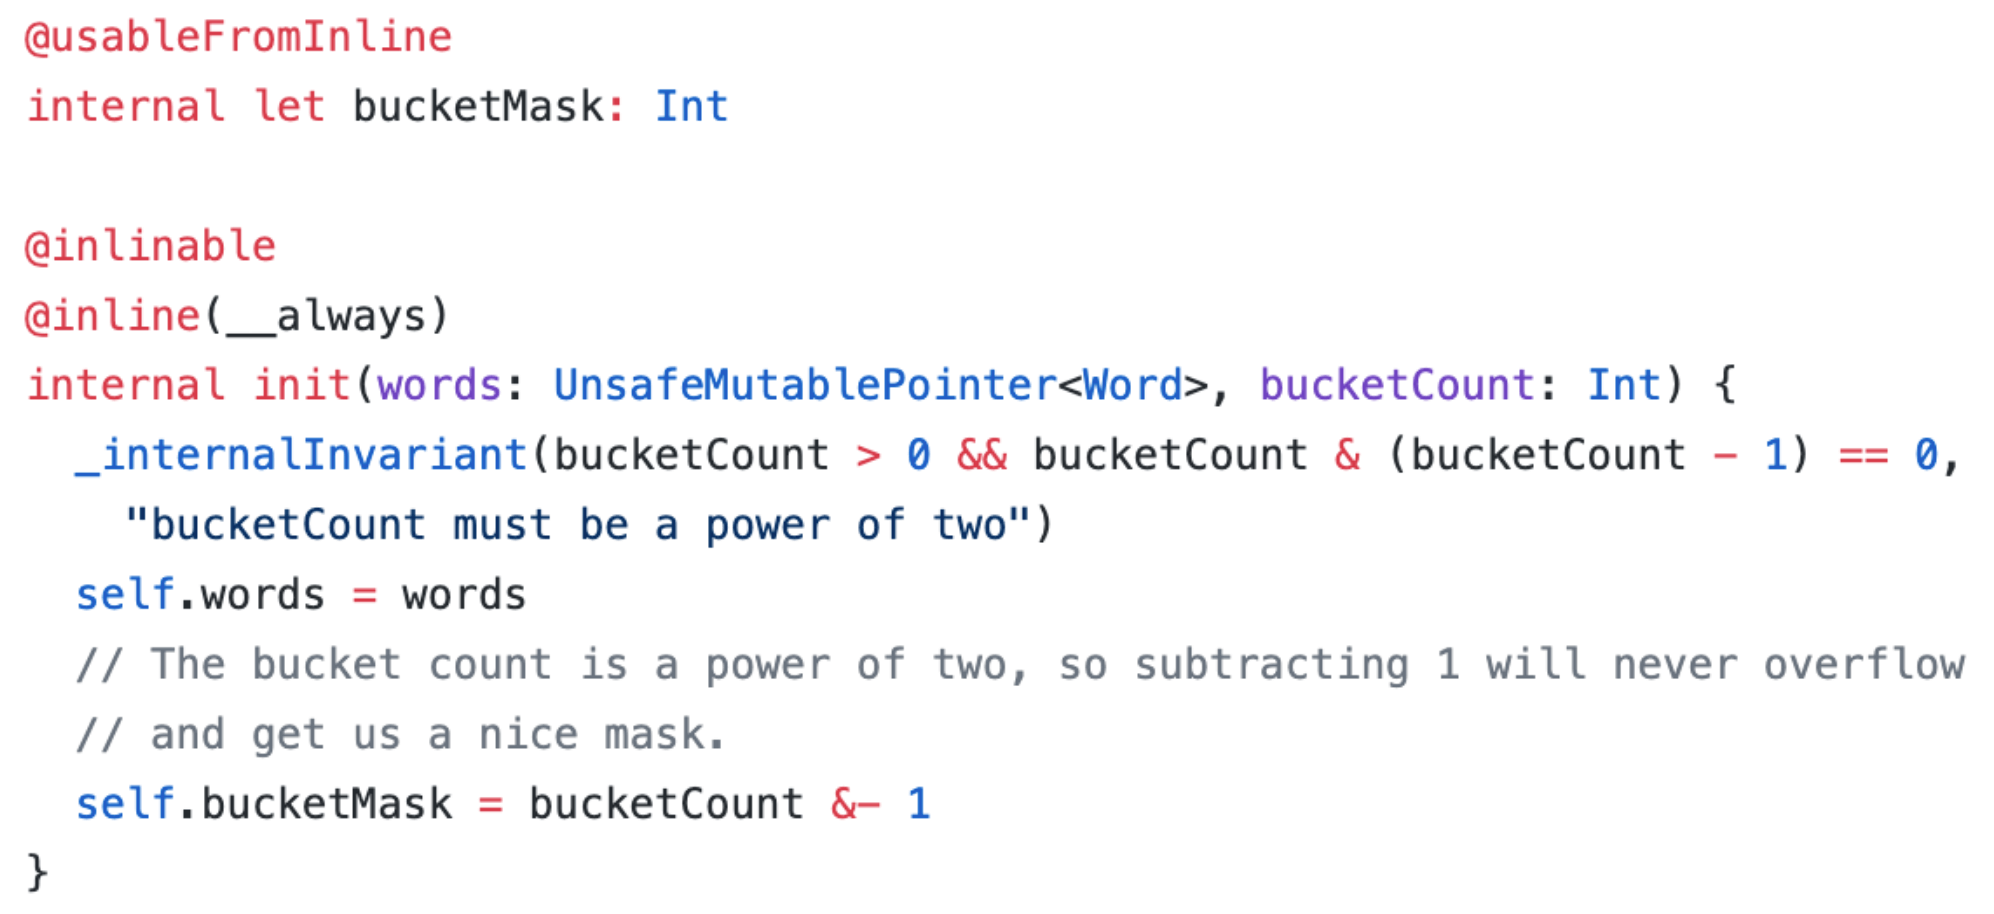 @usableFromInline
internal let bucketMask: Int
@inlinable
@inline(__always)
internal init(words: UnsafeMutablePointer<Word>, bucketCount: Int) {
  _internalInvariant(bucketCount > 0 && bucketCount & (bucketCount - 1) == 0,
    "bucketCount must be a power of two")
  self.words = words
  // The bucket count is a power of two, so subtracting 1 will never overflow
  // and get us a nice mask.
  self.bucketMask = bucketCount &- 1
}